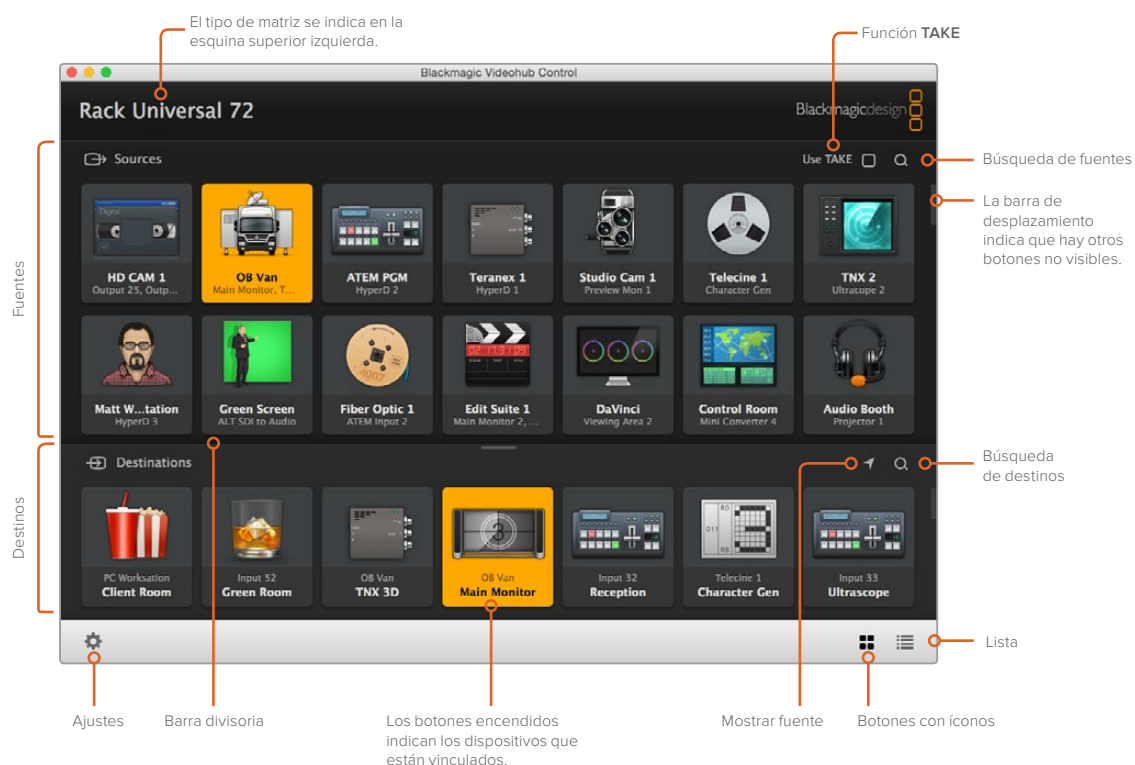 El tipo de matriz se indica en la
esquina superior izquierda.
Función TAKE
Blackmagic Videohub Control
Rack Universal 72
Blackmagicdesign
Fuentes
Sources
Use TAKE
Búsqueda de fuentes
La barra de
desplazamiento
indica que hay otros
botones no visibles.
Digital
HD CAM 1
Output 25, Outp...
OB Van
Main Monitor, T...
ATEM PGM
HyperD 2
Teranex 1
HyperD 1
Studio Cam 1
Preview Mon 1
Telecine 1
Character Gen
TNX 2
Ultracope 2
Matt W...tation
HyperD 3
Green Screen
ALT SDI to Audio
4007
Fiber Optic 1
ATEM Input 2
Edit Suite 1
Main Monitor 2, ...
DaVinci
Viewing Area 2
Control Room
Mini Converter 4
Audio Booth
Projector 1
Destinos
Destinations
Búsqueda
de destinos
PC Worksation
Client Room
Input 52
Green Room
OB Van
TNX 3D
3
OB Van
Main Monitor
Input 32
Reception
R0
O11
R8
Telecine 1
Character Gen
Input 33
Ultrascope
Lista
Ajustes
Barra divisoria
Los botones encendidos
indican los dispositivos que
están vinculados.
Mostrar fuente
Botones con íconos